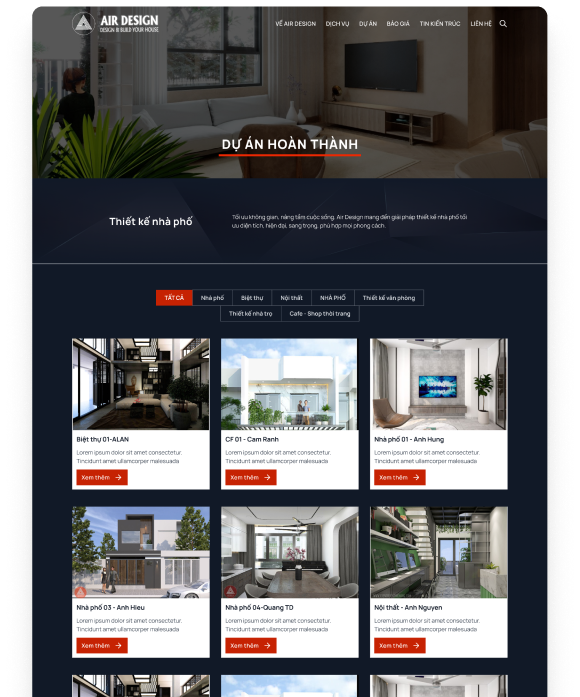 AIR DESIGN
DESIGN & BUILD YOUR HOUSE
VỀ AIR DESIGN DỊCH VỤ DỰ ÁN BÁO GIÁ TIN KIẾN TRÚC LIÊN HỆ
DỰ ÁN HOÀN THÀNH
Thiết kế nhà phố
Tối ưu không gian, nâng tầm cuộc sống. Air Design mang đến giải pháp thiết kế nhà phố tối
ưu diện tích, hiện đại, sang trọng, phù hợp mọi phong cách.
TẤT CẢ Nhà phố Biệt thự Nội thất NHÀ PHỐ Thiết kế văn phòng
Thiết kế nhà trọ Cafe - Shop thời trang
Biệt thự 01-ALAN
Lorem ipsum dolor sit amet consectetur.
Tincidunt amet ullamcorper malesuada
Xem thêm
CF 01 - Cam Ranh
Lorem ipsum dolor sit amet consectetur.
Tincidunt amet ullamcorper malesuada
Xem thêm
Nhà phố 01 - Anh Hung
Lorem ipsum dolor sit amet consectetur.
Tincidunt amet ullamcorper malesuada
Xem thêm
Nhà phố 03 - Anh Hieu
Lorem ipsum dolor sit amet consectetur.
Tincidunt amet ullamcorper malesuada
Xem thêm
Nhà phố 04-Quang TD
Lorem ipsum dolor sit amet consectetur.
Tincidunt amet ullamcorper malesuada
Xem thêm
Nội thất - Anh Nguyen
Lorem ipsum dolor sit amet consectetur.
Tincidunt amet ullamcorper malesuada
Xem thêm